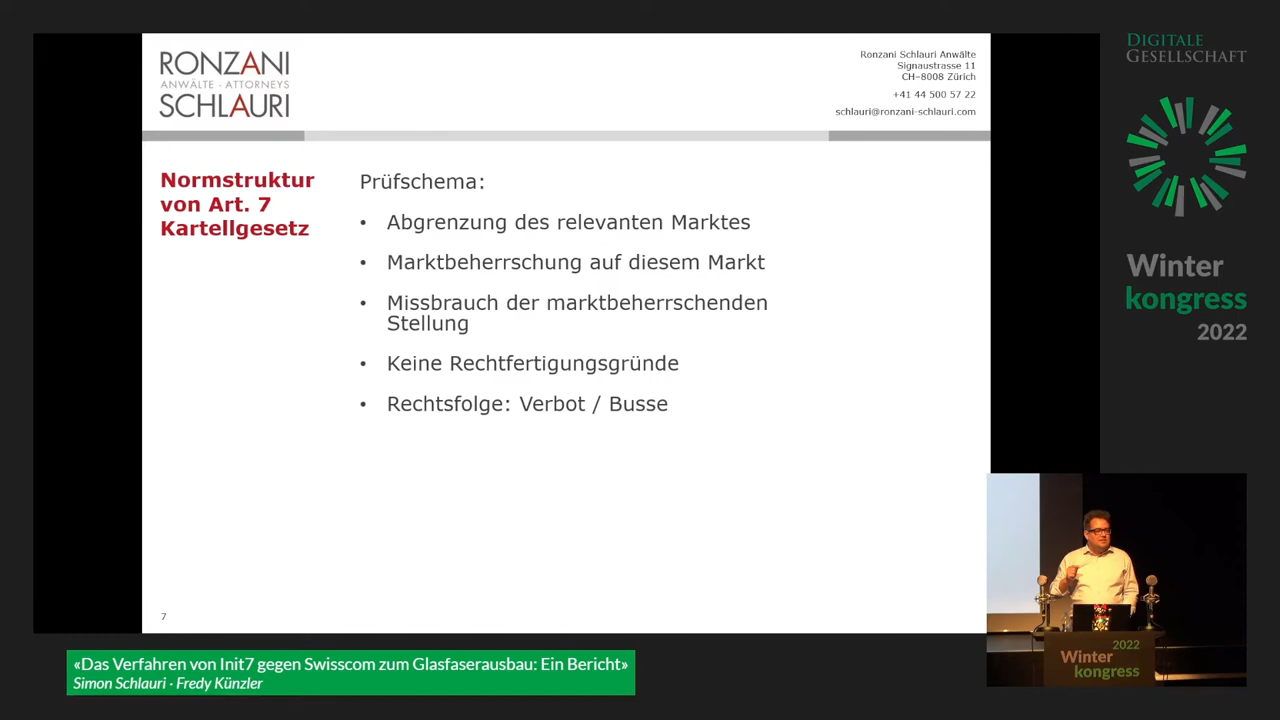 RONZANI
ANWÄLTE · ATTORNEYS
SCHLAURI
Ronzani Schlauri Anwälte
Signaustrasse 11
CH–8008 Zürich
+41 44 500 57 22
schlauri@ronzani-schlauri.com
Normstruktur
von Art. 7
Kartellgesetz
Prüfschema:
• Abgrenzung des relevanten Marktes
• Marktbeherrschung auf diesem Markt
• Missbrauch der marktbeherrschenden
Stellung
• Keine Rechtfertigungsgründe
• Rechtsfolge: Verbot / Busse
7
DIGITALE
GESELLSCHAFT
Winter
kongress
2022
2022
Winter
kongress
«Das Verfahren von Init7 gegen Swisscom zum Glasfaserausbau: Ein Bericht»
Simon Schlauri · Fredy Künzler